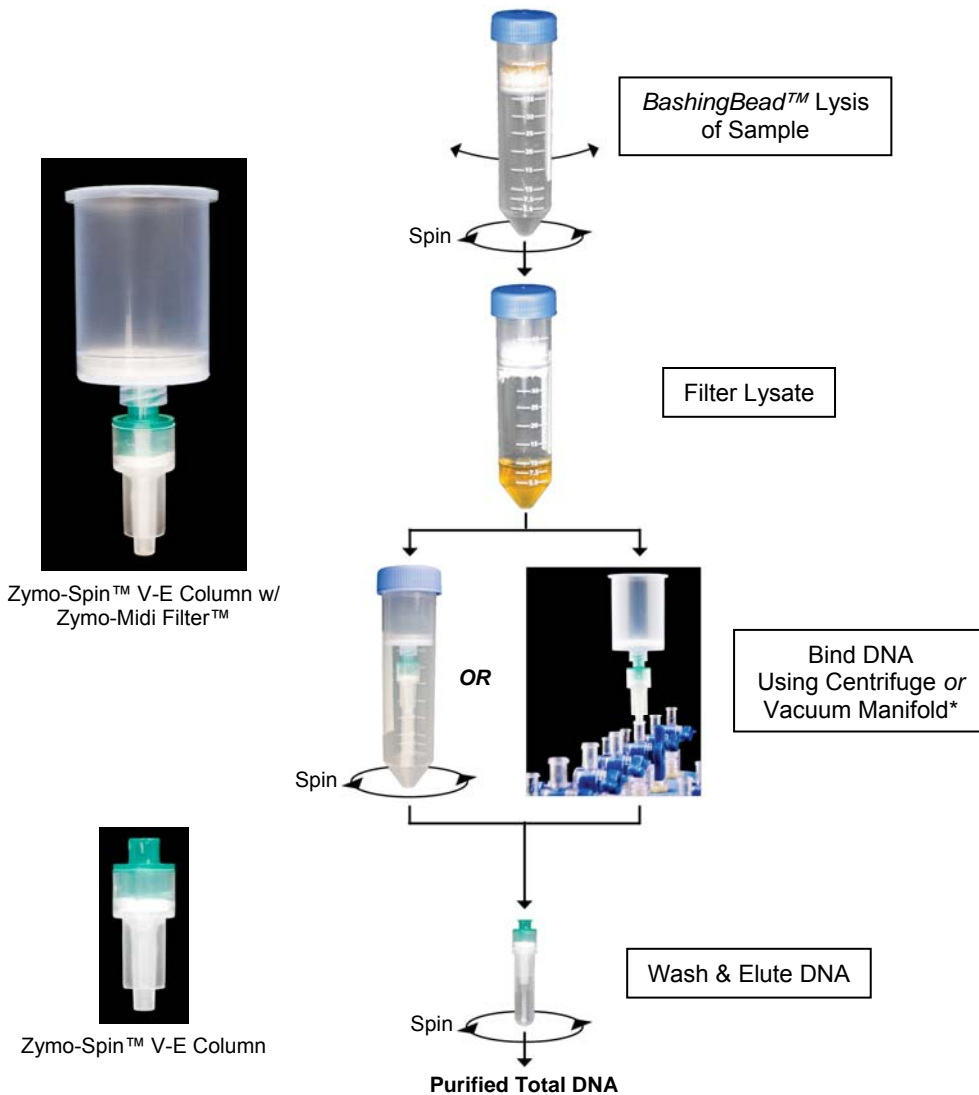 BashingBead™ Lysis
of Sample
Spin
Filter Lysate
Zymo-Spin™ V-E Column w/
Zymo-Midi Filter™
OR
Bind DNA
Using Centrifuge or
Vacuum Manifold*
Spin
Zymo-Spin™ V-E Column
Wash & Elute DNA
Spin
Purified Total DNA